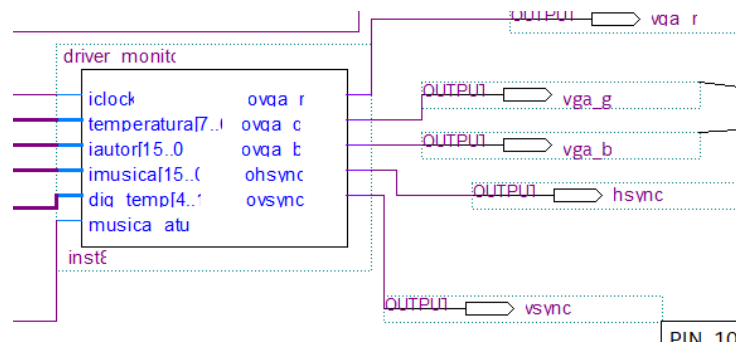 OUTPUT vga_r
driver_monito
iclock ovga_r
temperatura[7.. ovga_g
iautor[15..0 ovga_b
imusica[15..0 ohsync
dig_temp[4..1 ovsync
musica_atu
inst8
OUTPUT vga_g
OUTPUT vga_b
OUTPUT hsync
OUTPUT vsync
PIN_10